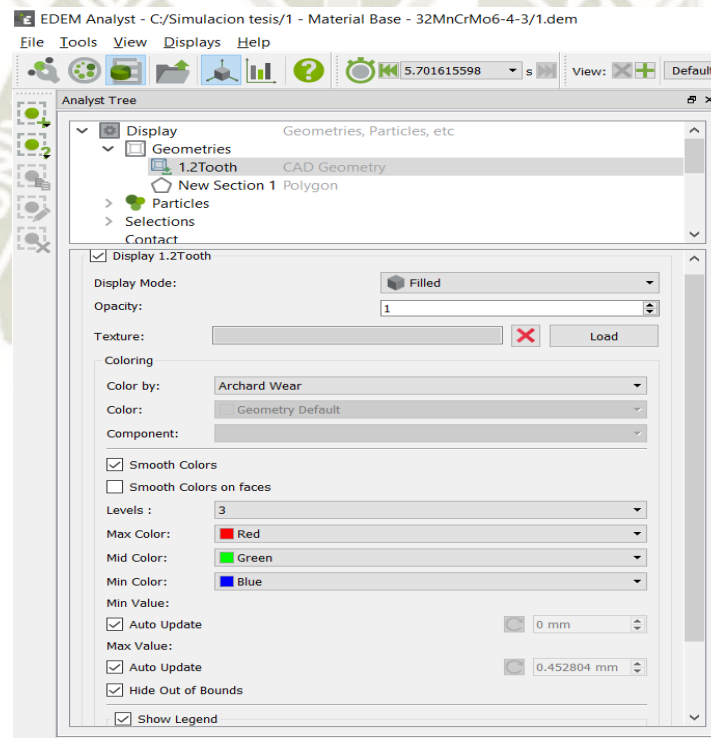 EDEM Analyst - C:/Simulacion tesis/1 - Material Base - 32MnCrMo6-4-3/1.dem
File Tools View Displays Help
5.701615598 s View: Default
Analyst Tree
Display Geometries, Particles, etc
Geometries
1.2Tooth CAD Geometry
New Section 1 Polygon
Particles
Selections
Contact
Display 1.2Tooth
Display Mode: Filled
Opacity: 1
Texture: Load
Coloring
Color by: Archard Wear
Color: Geometry Default
Component:
Smooth Colors
Smooth Colors on faces
Levels : 3
Max Color: Red
Mid Color: Green
Min Color: Blue
Min Value:
Auto Update 0 mm
Max Value:
Auto Update 0.452804 mm
Hide Out of Bounds
Show Legend